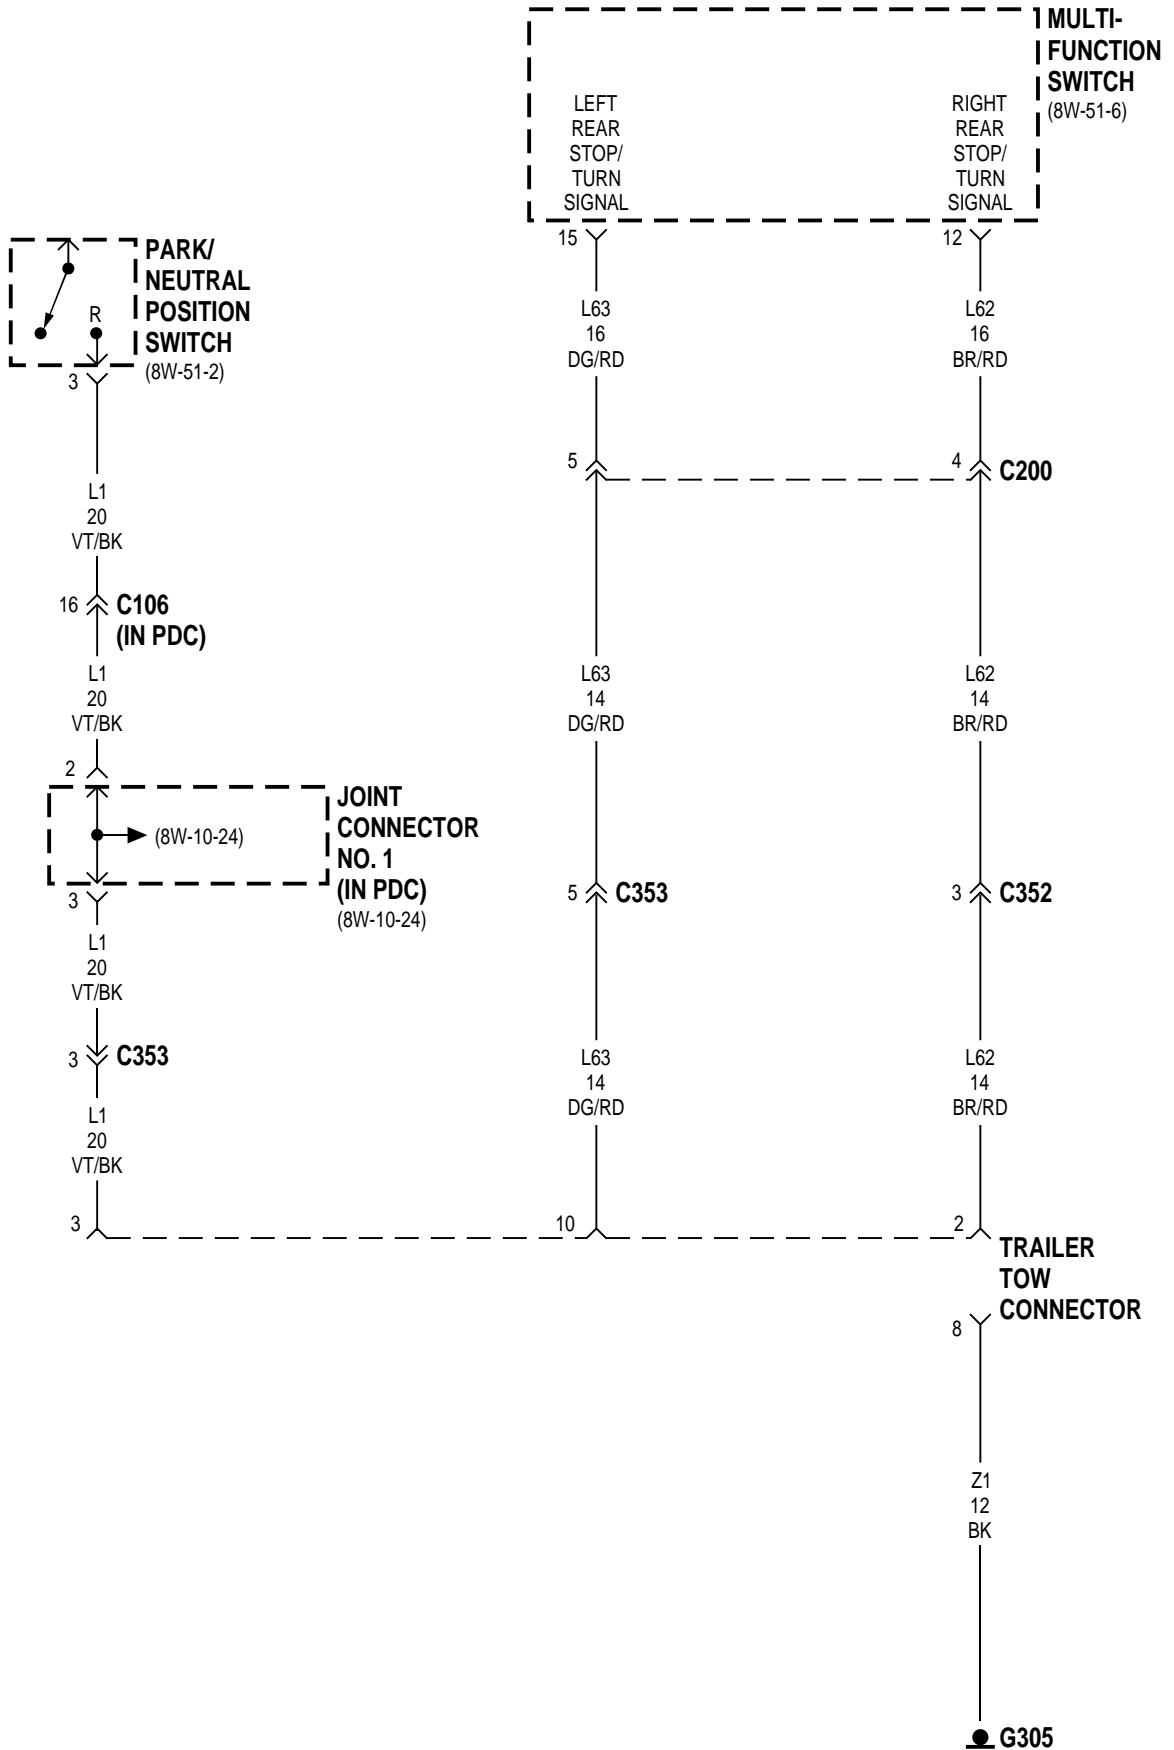 MULTI-
FUNCTION
SWITCH
(8W-51-6)
LEFT
REAR
STOP/
TURN
SIGNAL
RIGHT
REAR
STOP/
TURN
SIGNAL
15
12
PARK/
NEUTRAL
POSITION
SWITCH
(8W-51-2)
R
3
L63
16
DG/RD
L62
16
BR/RD
5
4
C200
L1
20
VT/BK
16
C106
(IN PDC)
L1
20
VT/BK
L63
14
DG/RD
L62
14
BR/RD
2
(8W-10-24)
JOINT
CONNECTOR
NO. 1
(IN PDC)
(8W-10-24)
3
5
C353
3
C352
L1
20
VT/BK
3
C353
L63
14
DG/RD
L62
14
BR/RD
L1
20
VT/BK
3
10
2
TRAILER
TOW
CONNECTOR
8
Z1
12
BK
G305